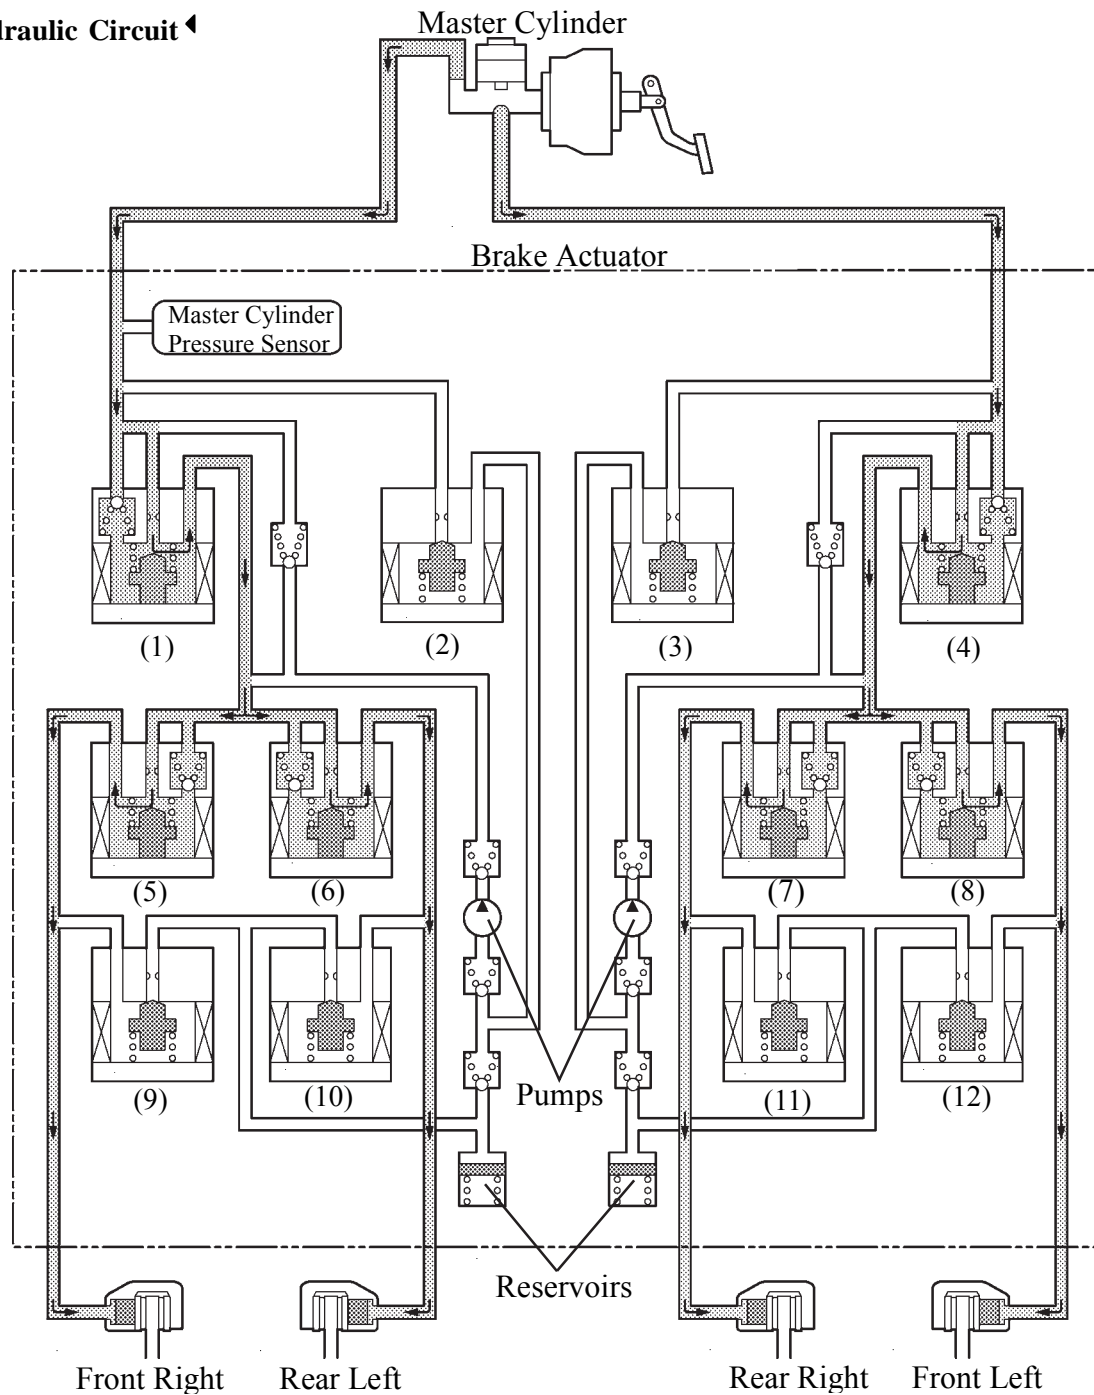 Circuit
Master Cylinder
Brake Actuator
Master Cylinder
Pressure Sensor
(1)
(2)
(3)
(4)
(5)
(6)
(7)
(8)
(9)
(10)
Pumps
(11)
(12)
Reservoirs
Front Right
Rear Left
Rear Right
Front Left